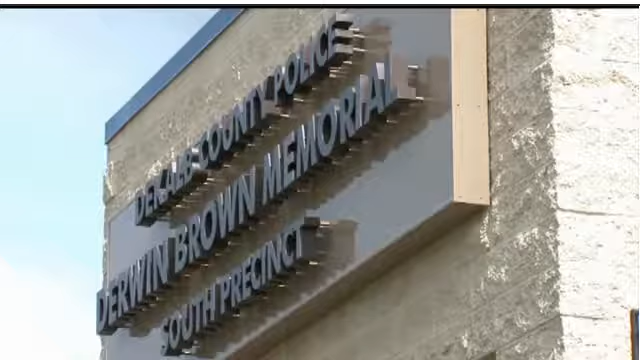 DEKALB COUNTY POLICE
DERWIN BROWN MEMORIAL
SOUTH PRECINCT